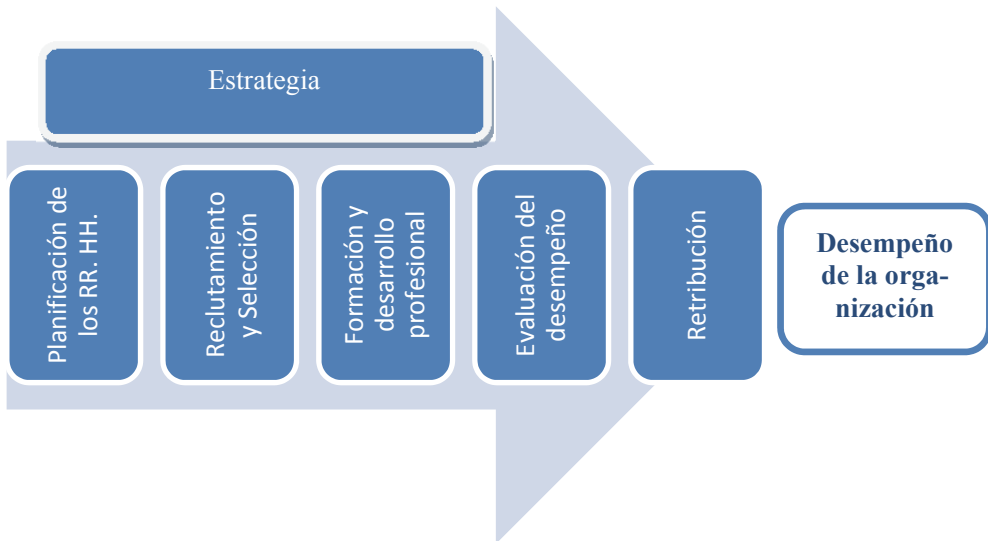 Estrategia
Planificación de
los RR. HH.
Reclutamiento
y Selección
Formación y
desarrollo
profesional
Evaluación del
desempeño
Retribución
Desempeño
de la orga-
nización